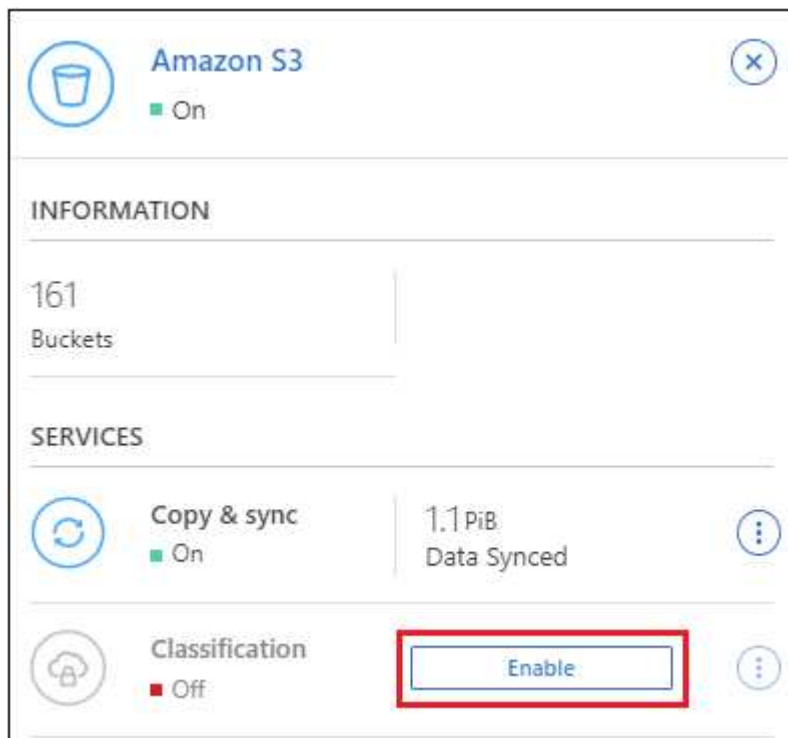 Amazon S3
On
INFORMATION
161
Buckets
SERVICES
Copy & sync
On
1.1 PiB
Data Synced
Classification
Off
Enable